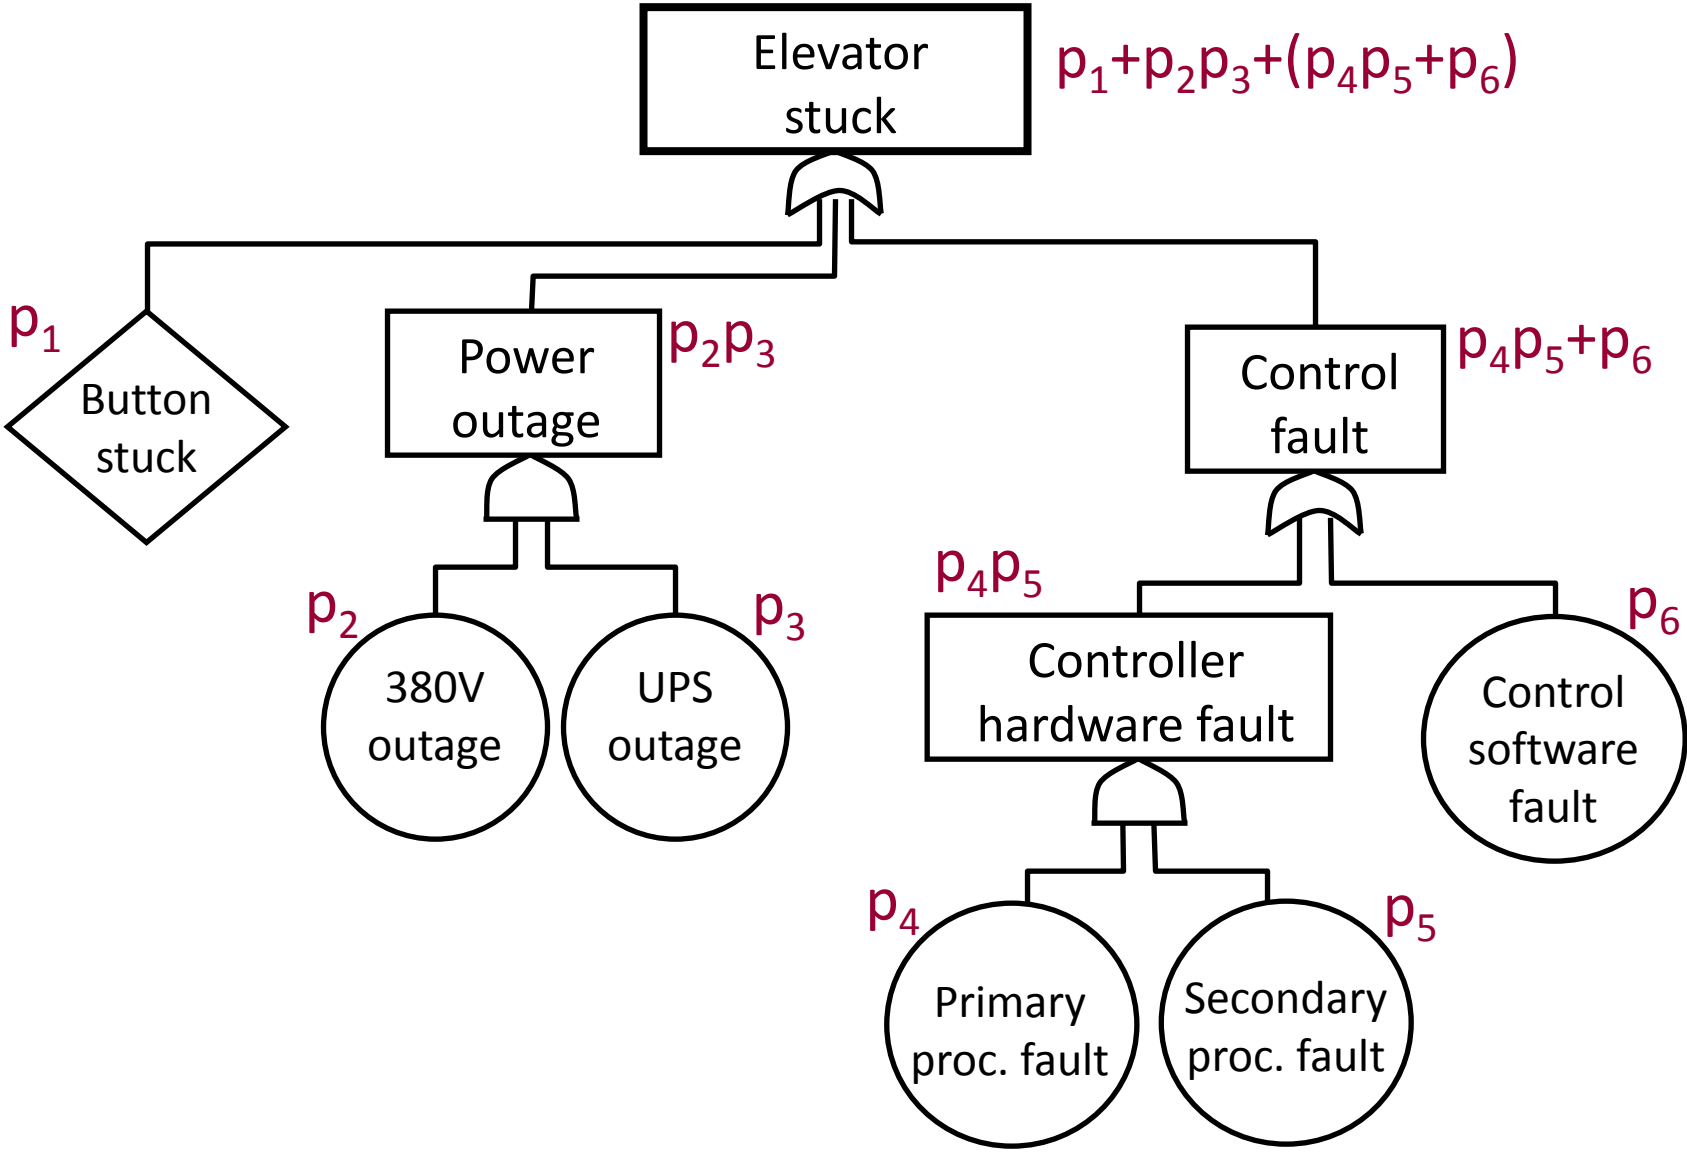 Elevator
stuck
p₁+p₂p₃+(p₄p₅+p₆)
p₁
Button
stuck
Power
outage
p₂p₃
Control
fault
p₄p₅+p₆
p₂
380V
outage
p₃
UPS
outage
p₄p₅
Controller
hardware fault
p₆
Control
software
fault
p₄
Primary
proc. fault
p₅
Secondary
proc. fault